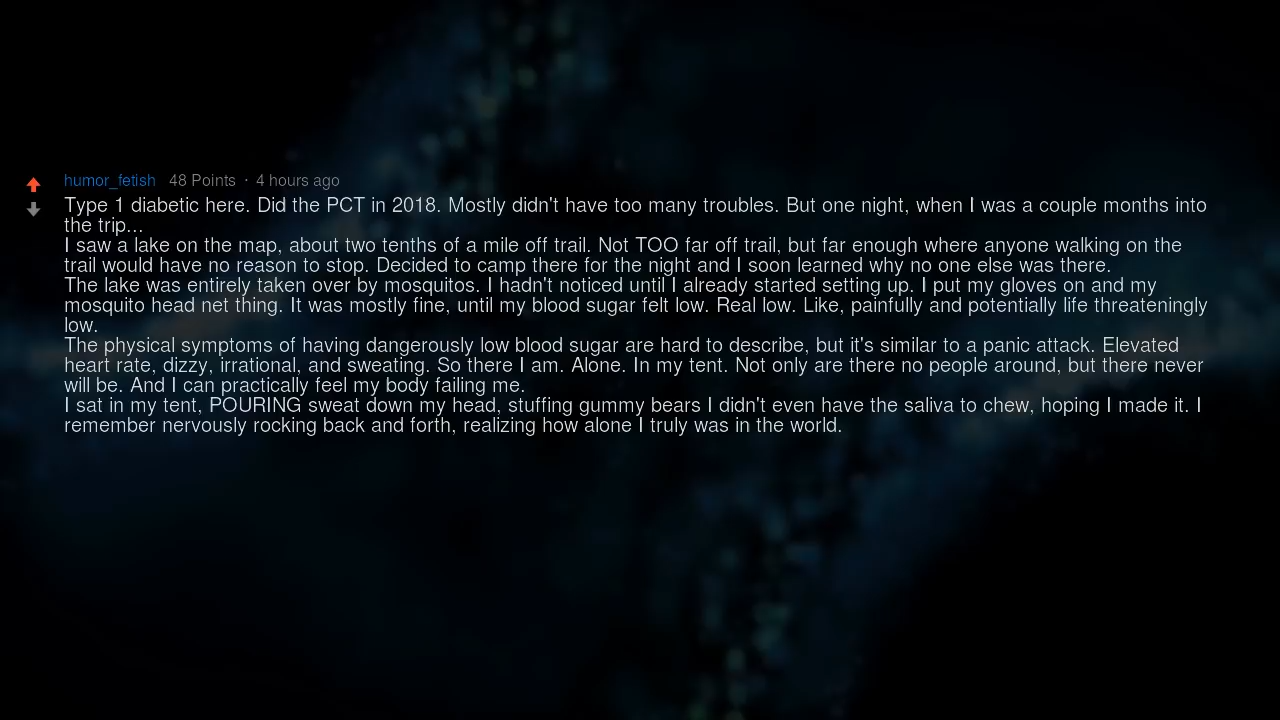 humor_fetish 48 Points · 4 hours ago
Type 1 diabetic here. Did the PCT in 2018. Mostly didn't have too many troubles. But one night, when I was a couple months into
the trip...
I saw a lake on the map, about two tenths of a mile off trail. Not TOO far off trail, but far enough where anyone walking on the
trail would have no reason to stop. Decided to camp there for the night and I soon learned why no one else was there.
The lake was entirely taken over by mosquitos. I hadn't noticed until I already started setting up. I put my gloves on and my
mosquito head net thing. It was mostly fine, until my blood sugar felt low. Real low. Like, painfully and potentially life threateningly
low.
The physical symptoms of having dangerously low blood sugar are hard to describe, but it's similar to a panic attack. Elevated
heart rate, dizzy, irrational, and sweating. So there I am. Alone. In my tent. Not only are there no people around, but there never
will be. And I can practically feel my body failing me.
I sat in my tent, POURING sweat down my head, stuffing gummy bears I didn't even have the saliva to chew, hoping I made it. I
remember nervously rocking back and forth, realizing how alone I truly was in the world.